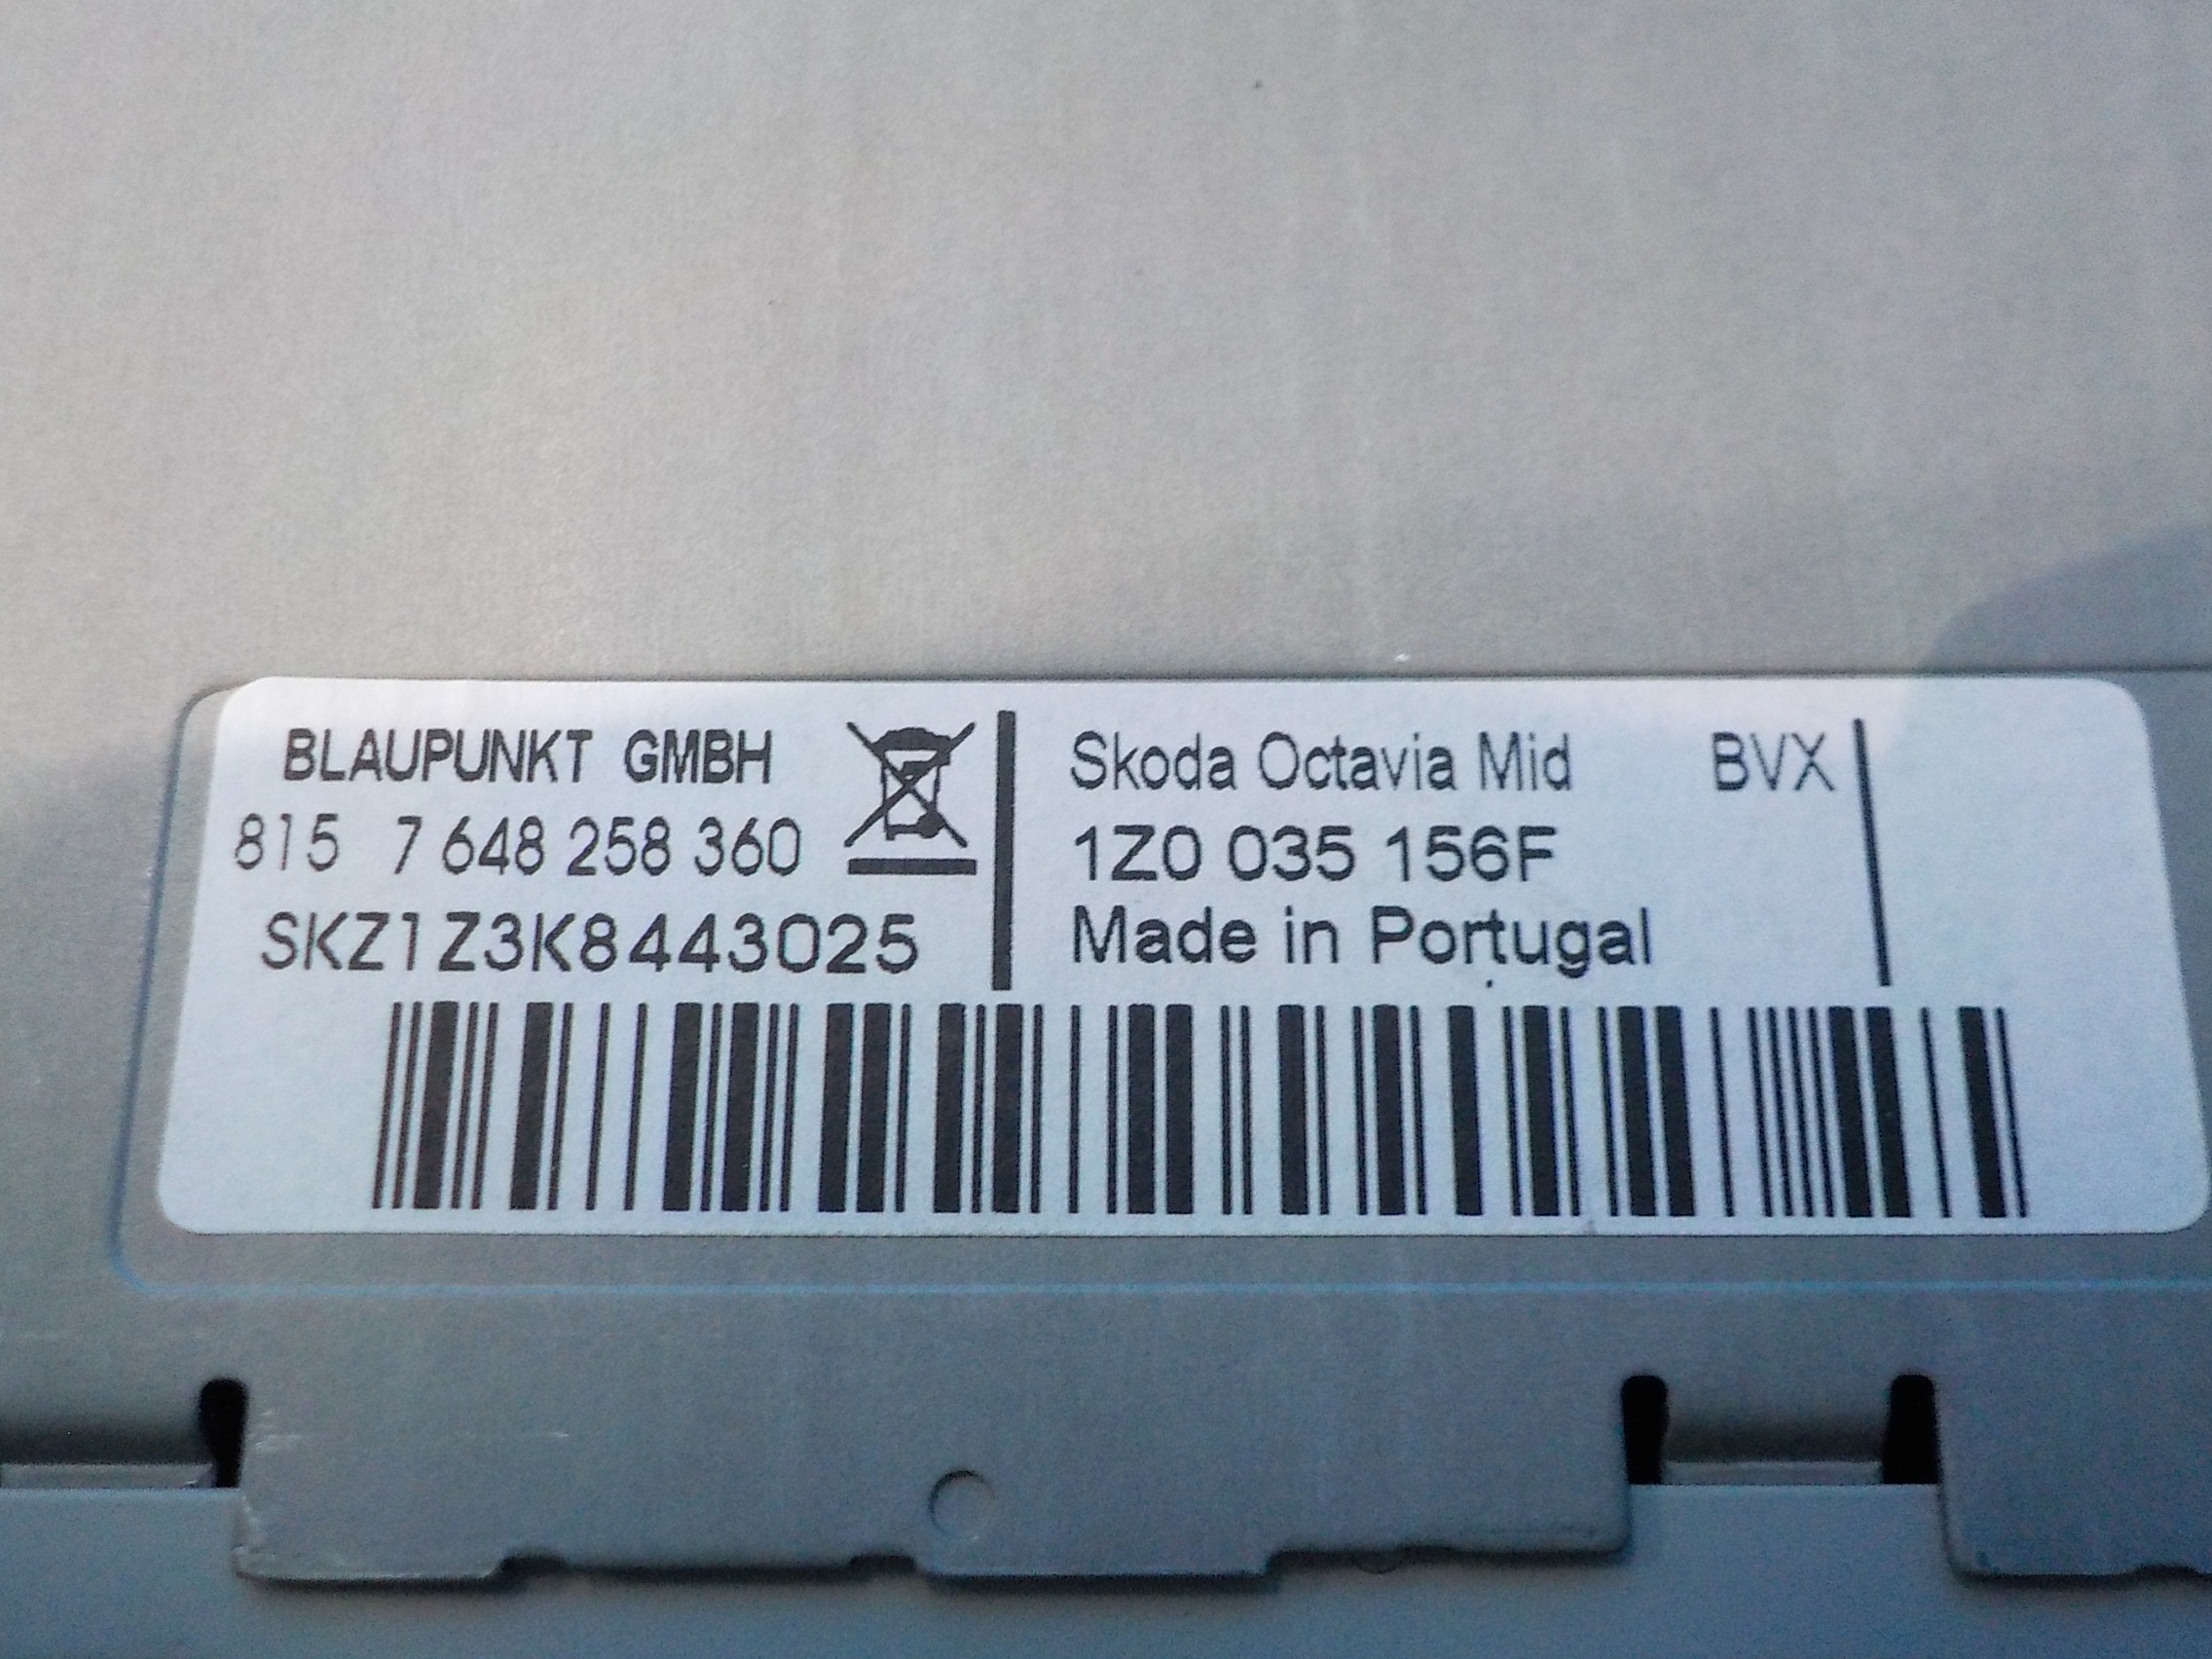 BLAUPUNKT GMBH
815 7 648 258 360
SKZ1Z3K8443025
Skoda Octavia Mid BVX
1Z0 035 156F
Made in Portugal